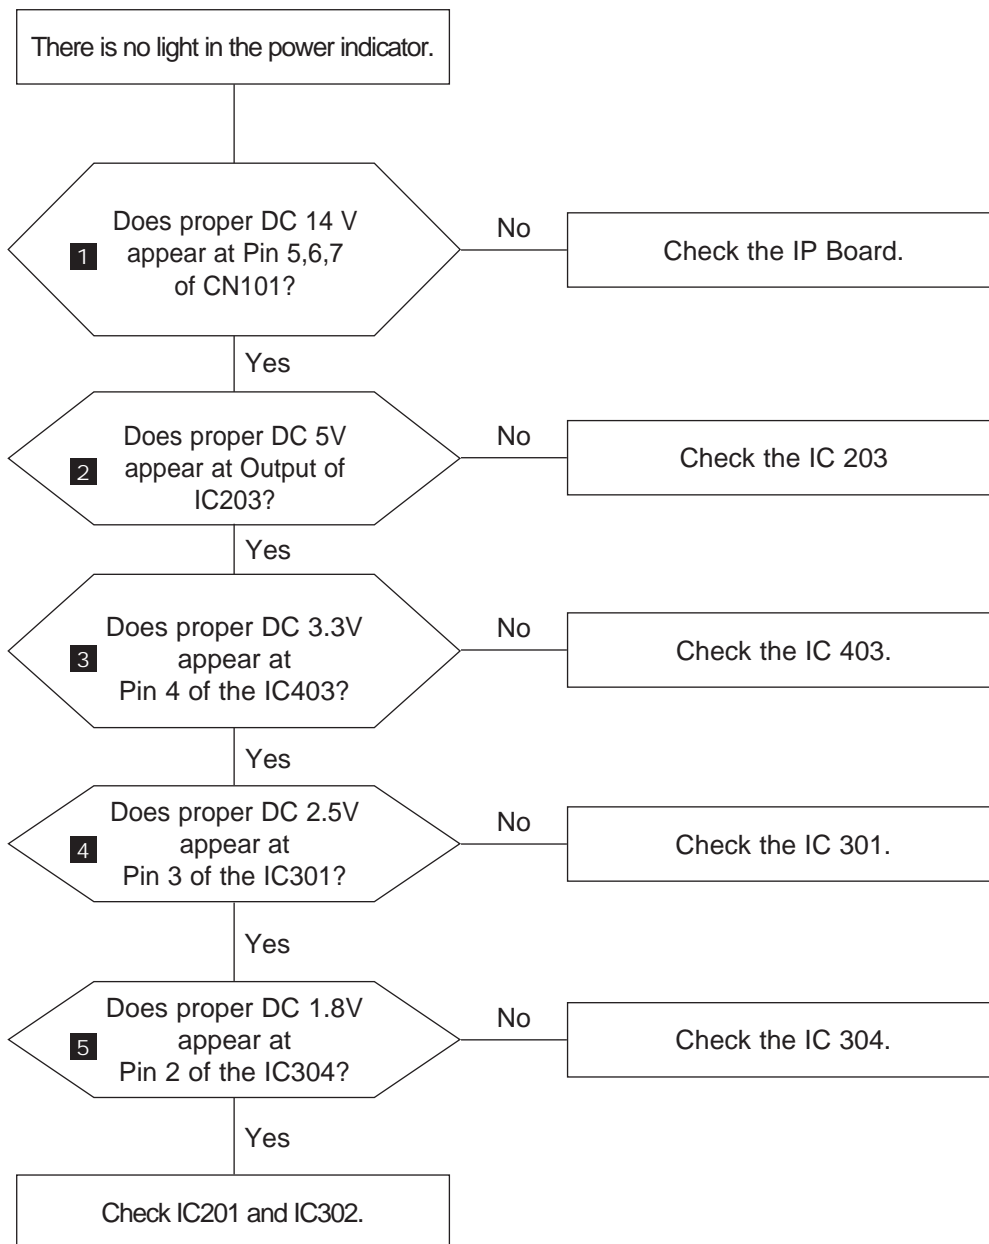 There is no light in the power indicator.
Does proper DC 14 V
1 appear at Pin 5,6,7
of CN101?
No
Check the IP Board.
Yes
Does proper DC 5V
2 appear at Output of
IC203?
No
Check the IC 203
Yes
Does proper DC 3.3V
3 appear at
Pin 4 of the IC403?
No
Check the IC 403.
Yes
Does proper DC 2.5V
4 appear at
Pin 3 of the IC301?
No
Check the IC 301.
Yes
Does proper DC 1.8V
5 appear at
Pin 2 of the IC304?
No
Check the IC 304.
Yes
Check IC201 and IC302.